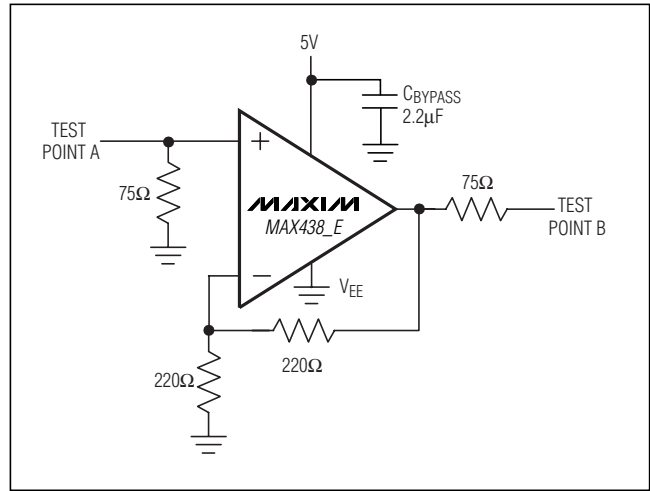 5V
CBYPASS
2.2µF
TEST
POINT A
75Ω
+
MAXIM
MAX438_E
75Ω
TEST
POINT B
−
VEE
220Ω
220Ω